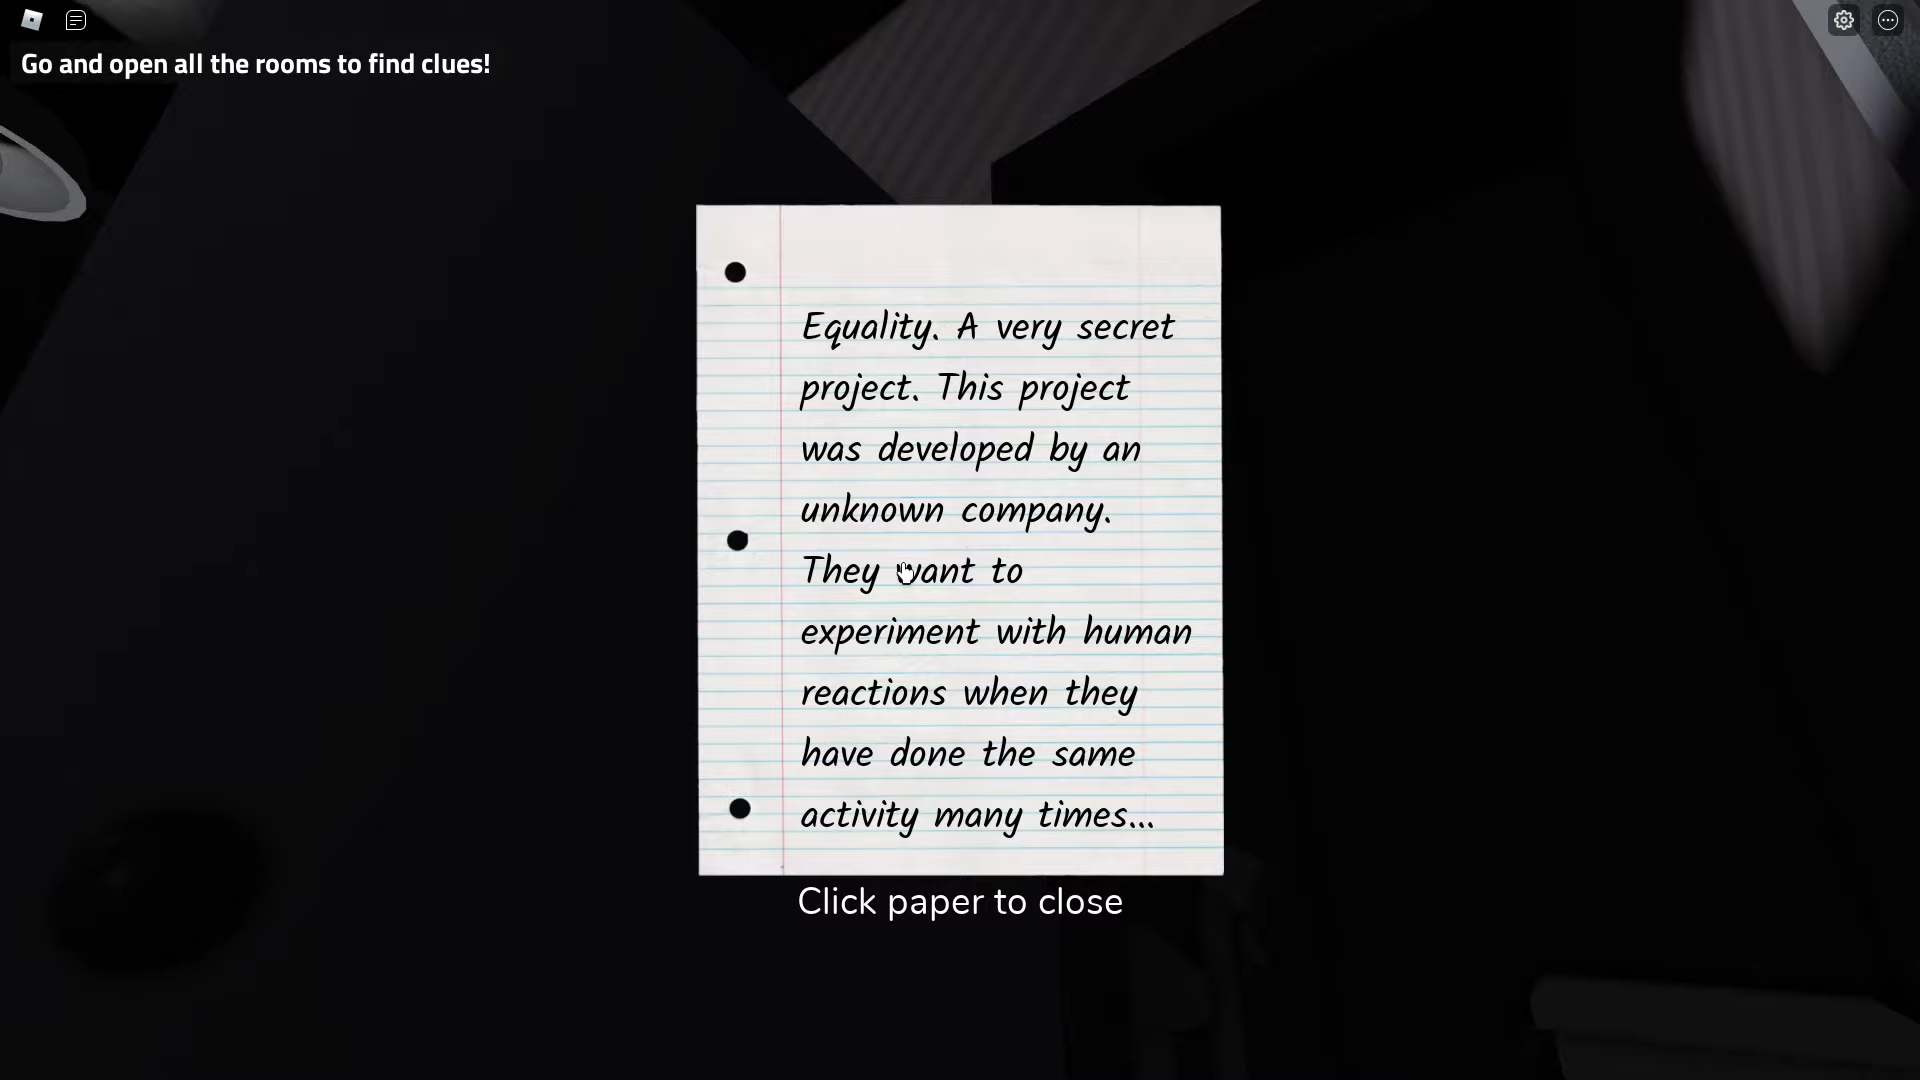 Go and open all the rooms to find clues!
Equality. A very secret
project. This project
was developed by an
unknown company.
They want to
experiment with human
reactions when they
have done the same
activity many times...
Click paper to close